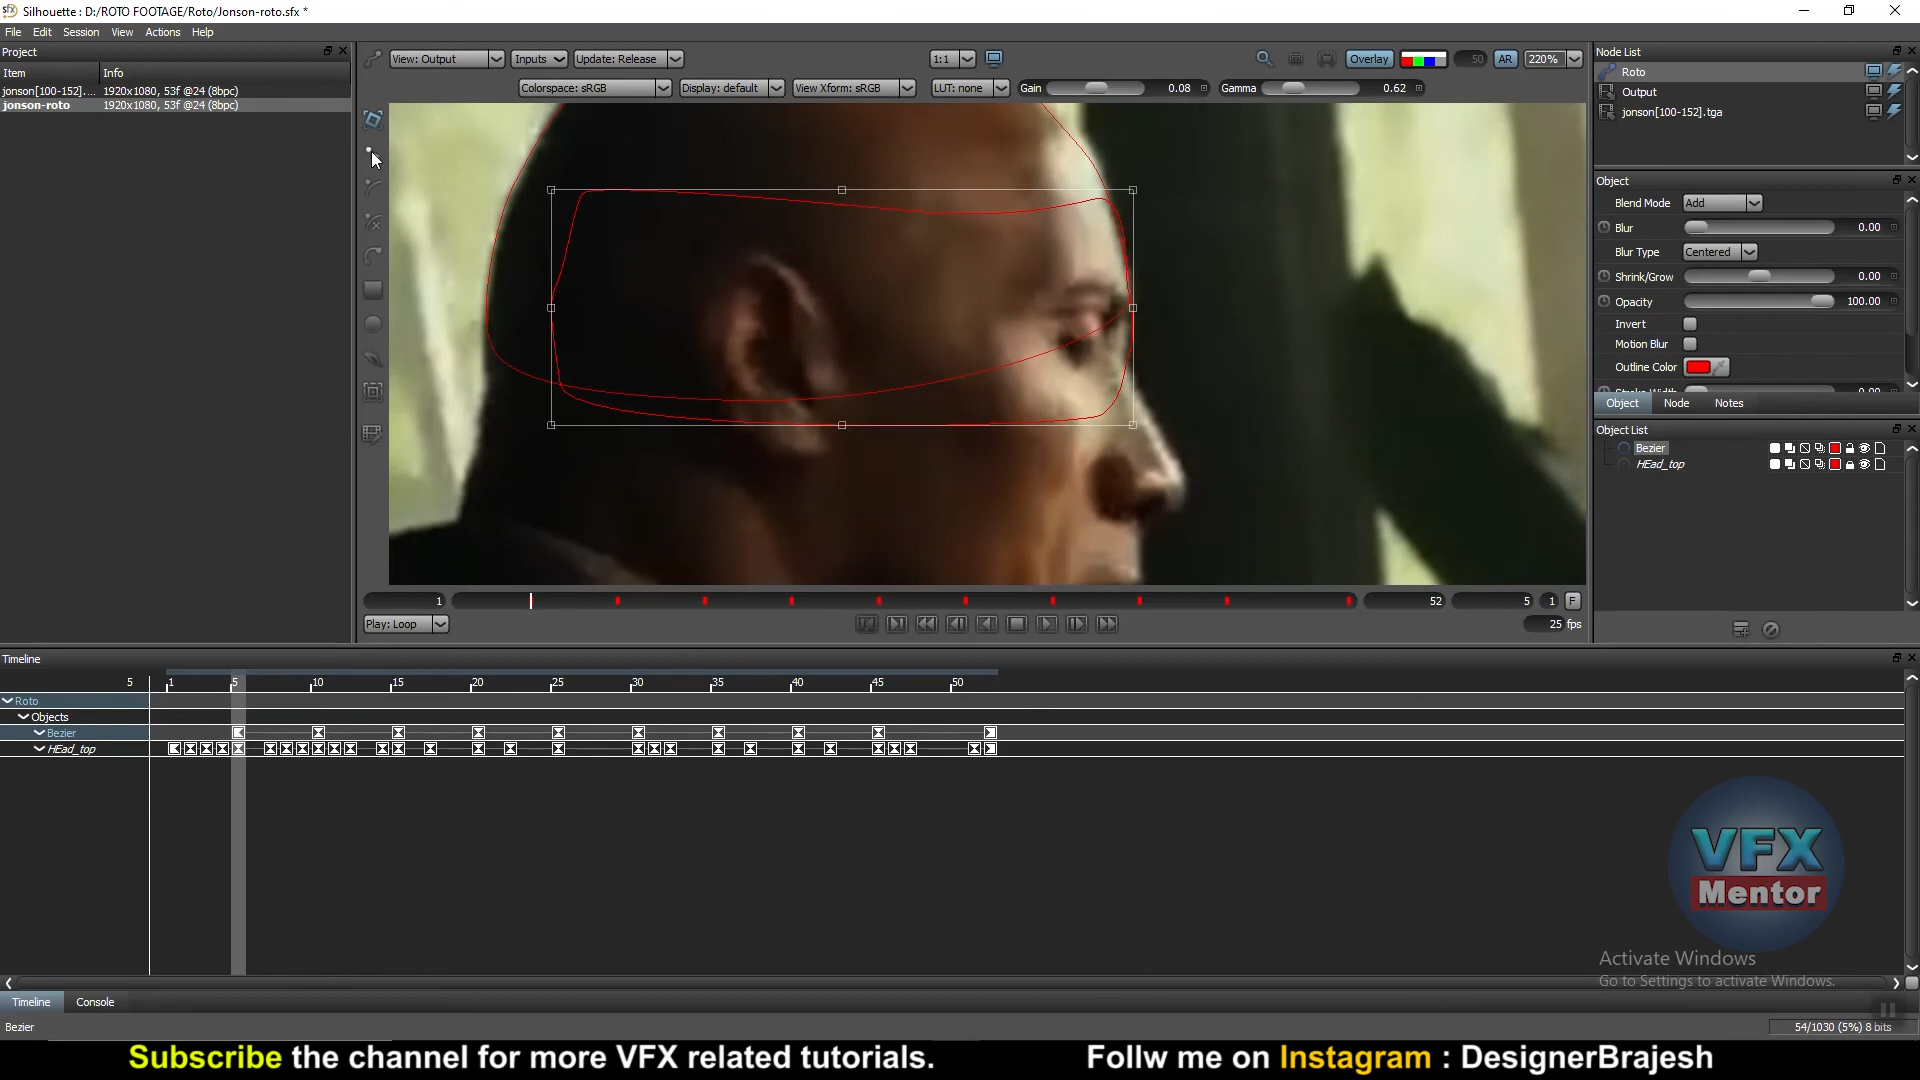 Silhouette : D:/ROTO FOOTAGE/Roto/Jonson-roto.sfx *
File Edit Session View Actions Help
Project
Item Info
jonson[100-152].... 1920x1080, 53f @24 (8bpc)
jonson-roto 1920x1080, 53f @24 (8bpc)
View: Output Inputs Update: Release 1:1 Overlay 50 AR 220%
Colorspace: sRGB Display: default View Xform: sRGB LUT: none Gain 0.08 Gamma 0.62
Node List
Roto
Output
jonson[100-152].tga
Object
Blend Mode Add
Blur 0.00
Blur Type Centered
Shrink/Grow 0.00
Opacity 100.00
Invert
Motion Blur
Outline Color
Object Node Notes
Object List
Bezier
HEad_top
1 52 5 1 F
Play: Loop 25 fps
Timeline
5 1 5 10 15 20 25 30 35 40 45 50
Roto
Objects
Bezier
HEad_top
VFX
Mentor
Activate Windows
Go to Settings to activate Windows.
Timeline Console
Bezier 54/1030 (5%) 8 bits
Subscribe the channel for more VFX related tutorials. Follw me on Instagram : DesignerBrajesh